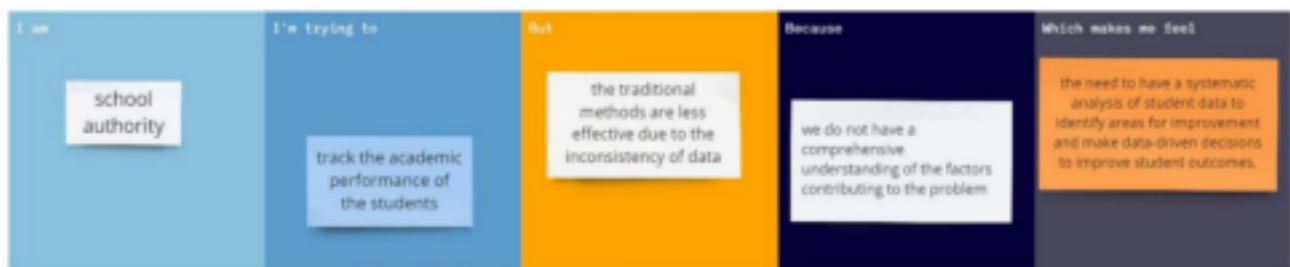 I am
school
authority
I'm trying to
track the academic
performance of
the students
But
the traditional
methods are less
effective due to the
inconsistency of data
Because
we do not have a
comprehensive
understanding of the factors
contributing to the problem
Which makes me feel
the need to have a systematic
analysis of student data to
identify areas for improvement
and make data-driven decisions
to improve student outcomes.